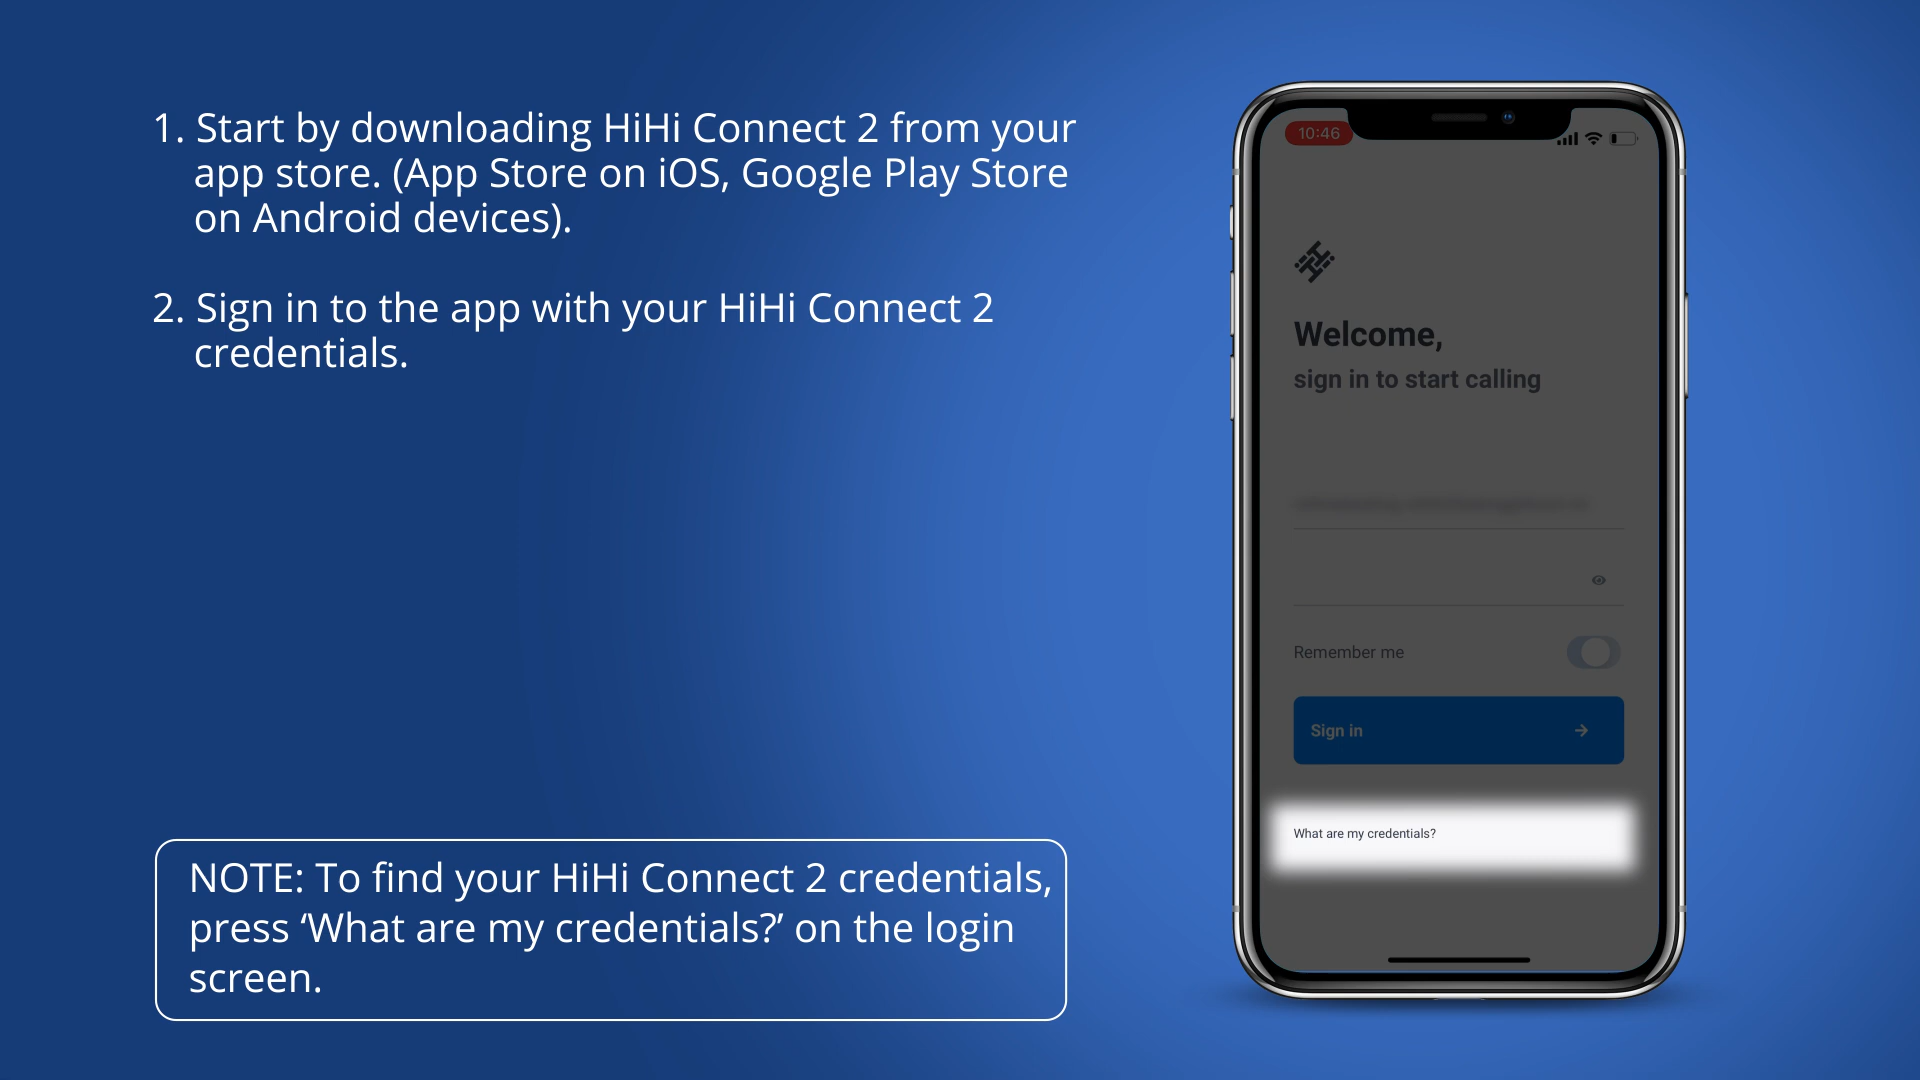 1. Start by downloading HiHi Connect 2 from your
app store. (App Store on iOS, Google Play Store
on Android devices).
2. Sign in to the app with your HiHi Connect 2
credentials.
NOTE: To find your HiHi Connect 2 credentials,
press ‘What are my credentials?’ on the login
screen.
10:46
Welcome,
sign in to start calling
Remember me
Sign in
What are my credentials?